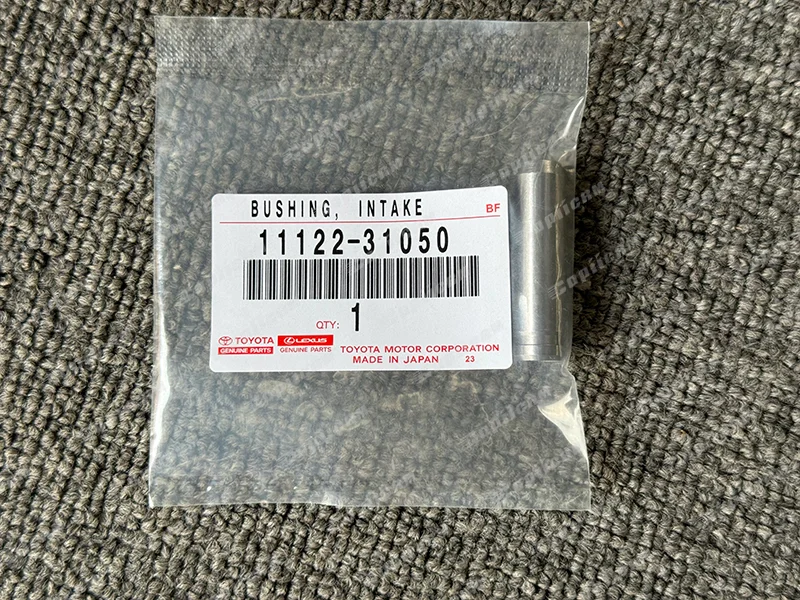 BUSHING, INTAKE
BF
11122-31050
QTY: 1
TOYOTA LEXUS
GENUINE PARTS GENUINE PARTS
TOYOTA MOTOR CORPORATION
MADE IN JAPAN 23